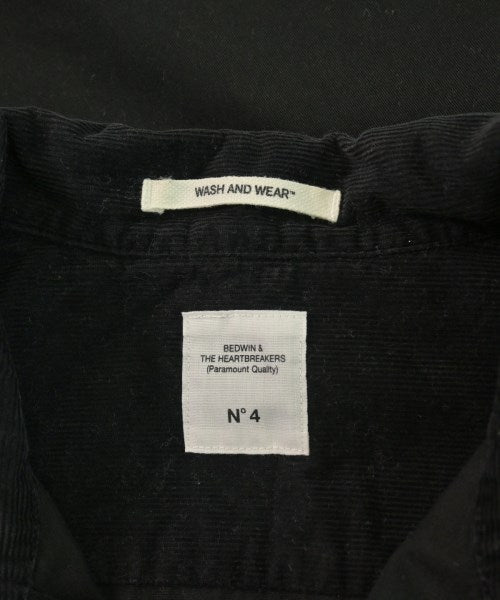 WASH AND WEAR™
BEDWIN &
THE HEARTBREAKERS
(Paramount Quality)
N° 4